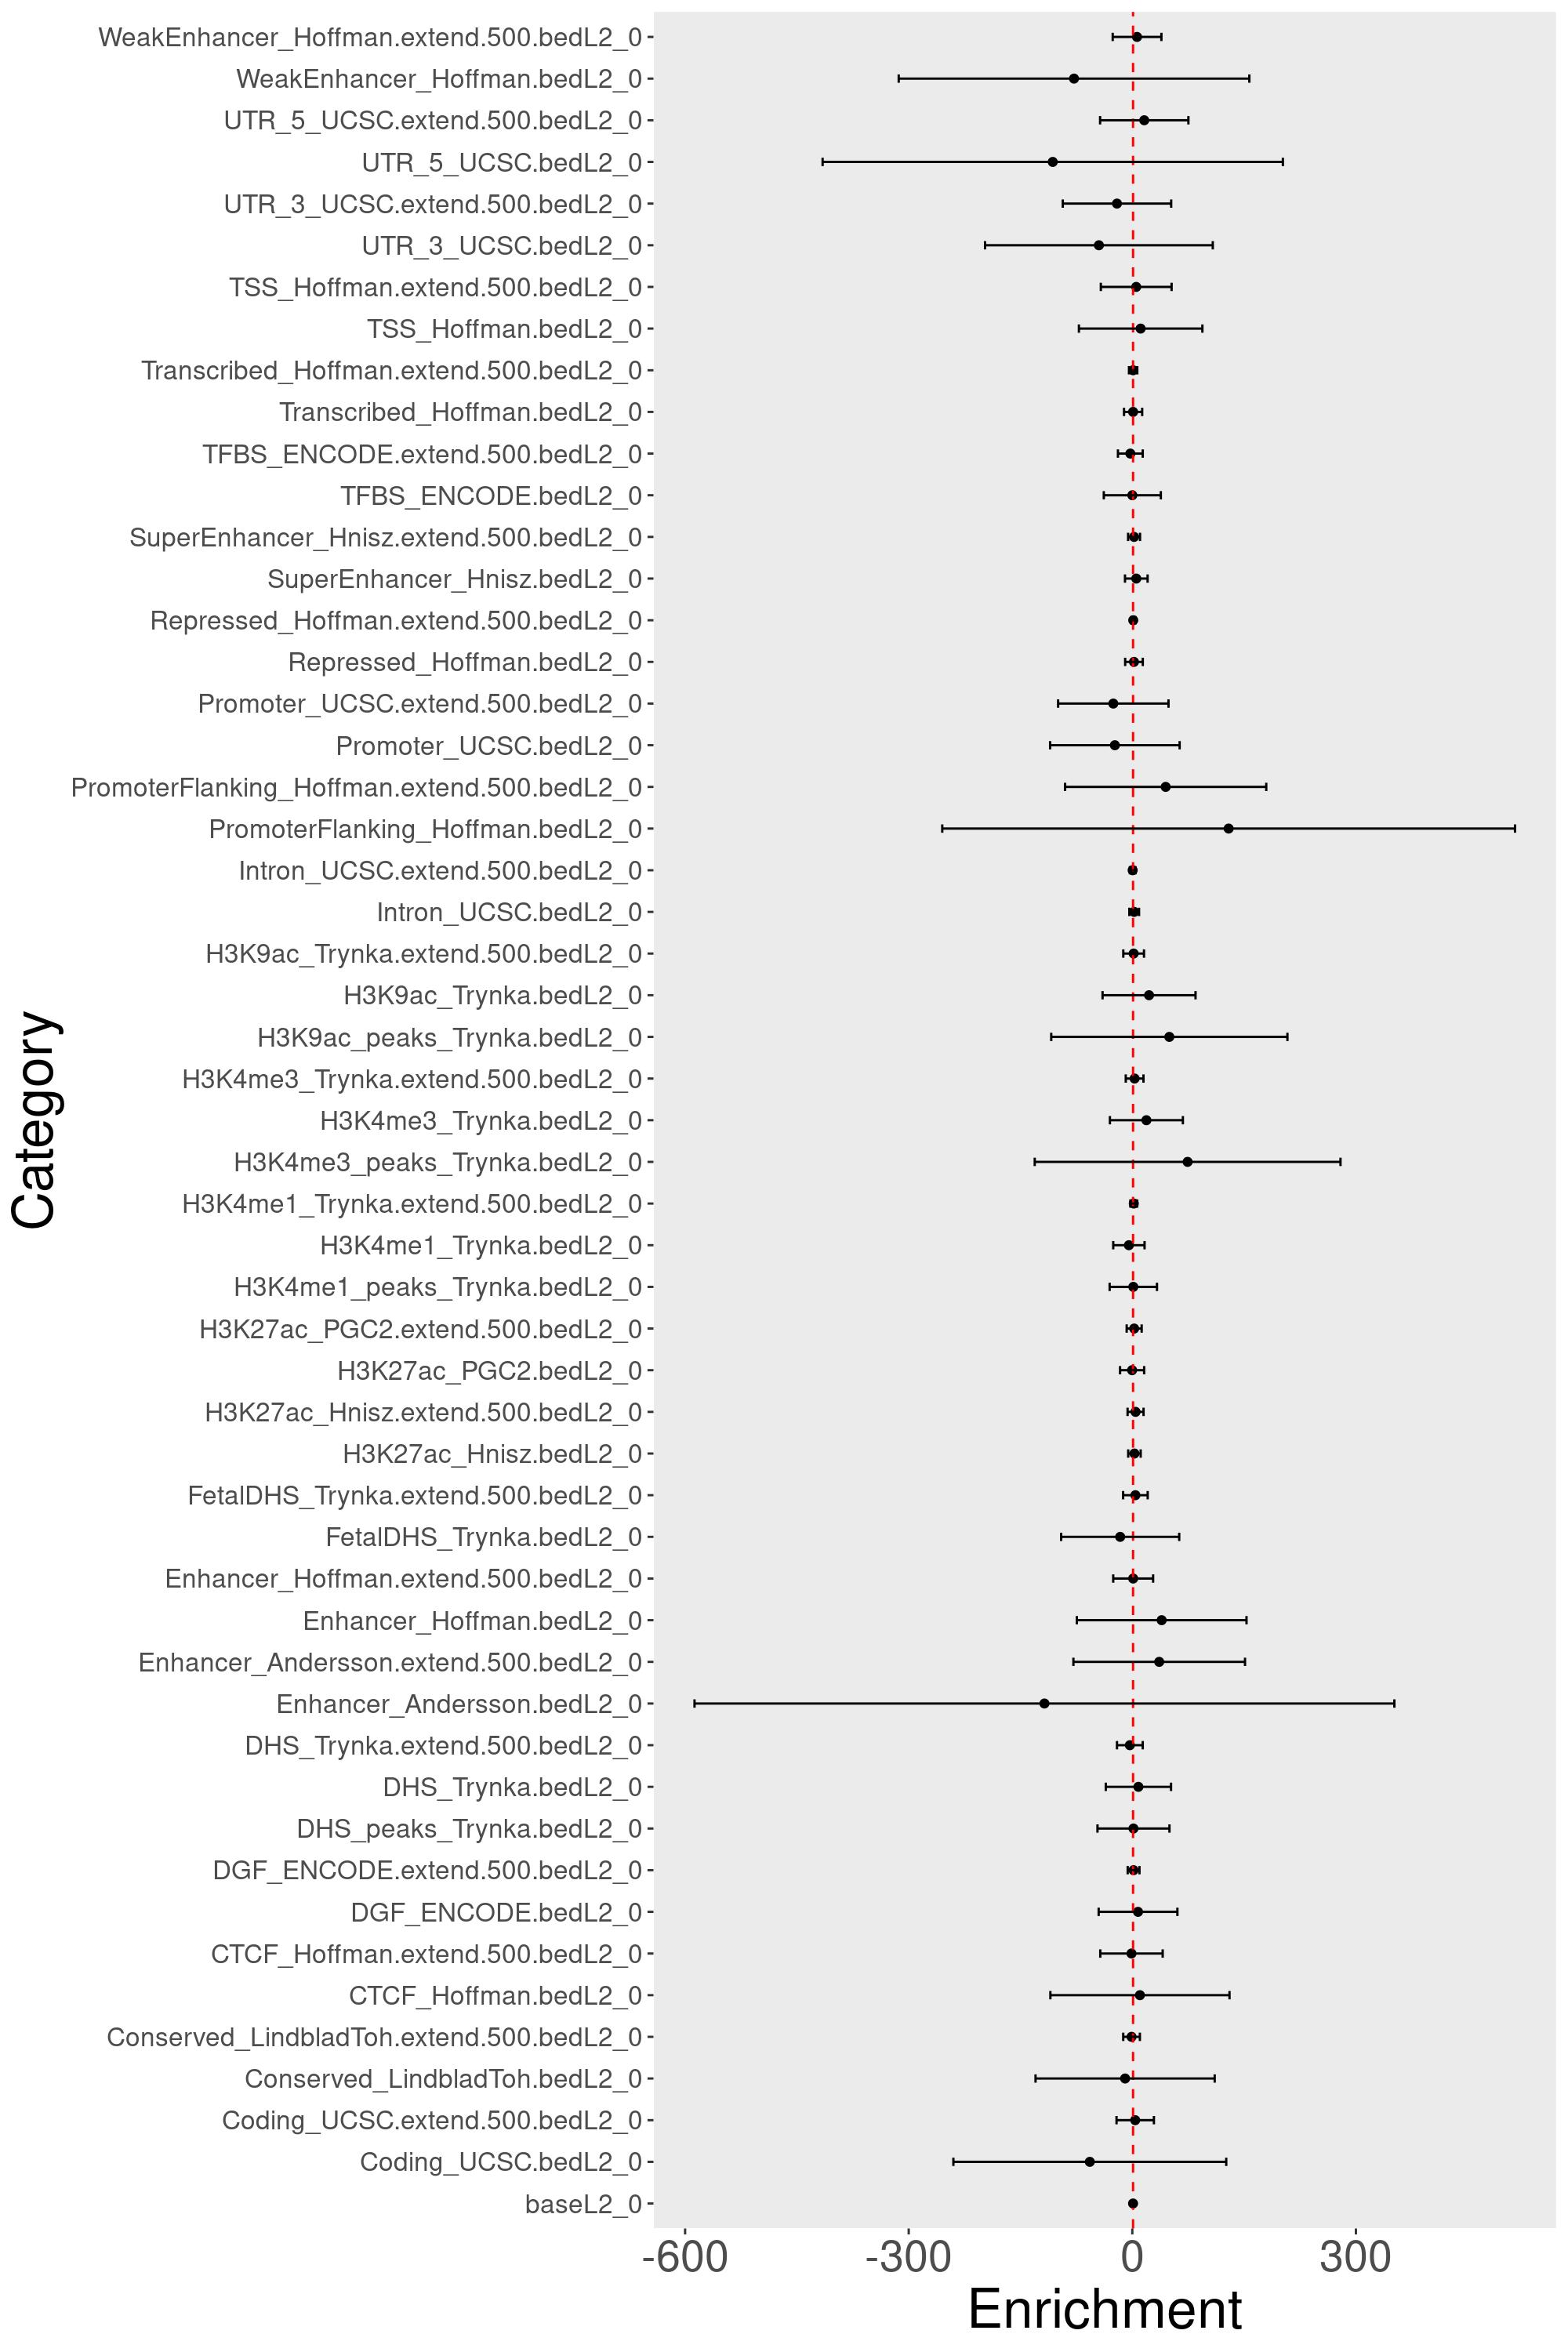 WeakEnhancer_Hoffman.extend.500.bedL2_0
WeakEnhancer_Hoffman.bedL2_0
UTR_5_UCSC.extend.500.bedL2_0
UTR_5_UCSC.bedL2_0
UTR_3_UCSC.extend.500.bedL2_0
UTR_3_UCSC.bedL2_0
TSS_Hoffman.extend.500.bedL2_0
TSS_Hoffman.bedL2_0
Transcribed_Hoffman.extend.500.bedL2_0
Transcribed_Hoffman.bedL2_0
TFBS_ENCODE.extend.500.bedL2_0
TFBS_ENCODE.bedL2_0
SuperEnhancer_Hnisz.extend.500.bedL2_0
SuperEnhancer_Hnisz.bedL2_0
Repressed_Hoffman.extend.500.bedL2_0
Repressed_Hoffman.bedL2_0
Promoter_UCSC.extend.500.bedL2_0
Promoter_UCSC.bedL2_0
PromoterFlanking_Hoffman.extend.500.bedL2_0
PromoterFlanking_Hoffman.bedL2_0
Intron_UCSC.extend.500.bedL2_0
Intron_UCSC.bedL2_0
H3K9ac_Trynka.extend.500.bedL2_0
H3K9ac_Trynka.bedL2_0
H3K9ac_peaks_Trynka.bedL2_0
H3K4me3_Trynka.extend.500.bedL2_0
H3K4me3_Trynka.bedL2_0
H3K4me3_peaks_Trynka.bedL2_0
H3K4me1_Trynka.extend.500.bedL2_0
H3K4me1_Trynka.bedL2_0
H3K4me1_peaks_Trynka.bedL2_0
H3K27ac_PGC2.extend.500.bedL2_0
H3K27ac_PGC2.bedL2_0
H3K27ac_Hnisz.extend.500.bedL2_0
H3K27ac_Hnisz.bedL2_0
FetalDHS_Trynka.extend.500.bedL2_0
FetalDHS_Trynka.bedL2_0
Enhancer_Hoffman.extend.500.bedL2_0
Enhancer_Hoffman.bedL2_0
Enhancer_Andersson.extend.500.bedL2_0
Enhancer_Andersson.bedL2_0
DHS_Trynka.extend.500.bedL2_0
DHS_Trynka.bedL2_0
DHS_peaks_Trynka.bedL2_0
DGF_ENCODE.extend.500.bedL2_0
DGF_ENCODE.bedL2_0
CTCF_Hoffman.extend.500.bedL2_0
CTCF_Hoffman.bedL2_0
Conserved_LindbladToh.extend.500.bedL2_0
Conserved_LindbladToh.bedL2_0
Coding_UCSC.extend.500.bedL2_0
Coding_UCSC.bedL2_0
baseL2_0
Category
-600 -300 0 300
Enrichment